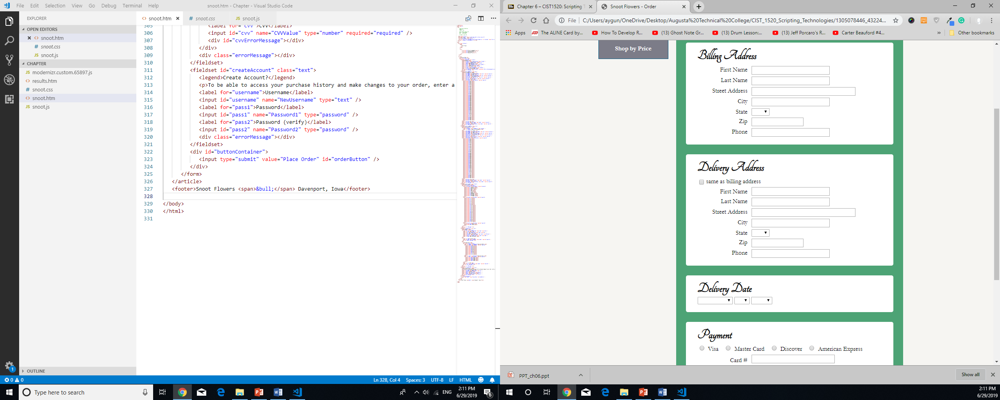 File Edit Selection View Go Debug Terminal Help
snoot.htm - Chapter - Visual Studio Code
EXPLORER
OPEN EDITORS
snoot.htm
snoot.css
snoot.js
CHAPTER
modernizr.custom.65897.js
results.htm
snoot.css
snoot.htm
snoot.js
OUTLINE
snoot.htm
snoot.css
snoot.js
305 <label for="cvv">CVV</label>
306 <input id="cvv" name="CVVValue" type="number" required="required" />
307 <div id="cvvErrorMessage"></div>
308 </div>
309 <div class="errorMessage"></div>
310 </fieldset>
311 <fieldset id="createAccount" class="text">
312 <legend>Create Account?</legend>
313 <p>To be able to access your purchase history and make changes to your order, enter a
314 <label for="username">Username</label>
315 <input id="username" name="NewUsername" type="text" />
316 <label for="pass1">Password</label>
317 <input id="pass1" name="Password1" type="password" />
318 <label for="pass2">Password (verify)</label>
319 <input id="pass2" name="Password2" type="password" />
320 <div class="errorMessage"></div>
321 </fieldset>
322 <div id="buttonContainer">
323 <input type="submit" value="Place Order" id="orderButton" />
324 </div>
325 </form>
326 </article>
327 <footer>Snoot Flowers <span>&bull;</span> Davenport, Iowa</footer>
328
329 </body>
330 </html>
331
1
0 0
Ln 328, Col 4 Spaces: 3 UTF-8 LF HTML
Type here to search
ENG
2:11 PM
6/29/2019
6
Chapter 6 – CIST1520: Scripting T
Snoot Flowers - Order
File C:/Users/aygun/OneDrive/Desktop/Augusta%20Technical%20College/CIST_1520_Scripting_Technologies/1305078446_43224...
Apps
The ALINE Card by...
How To Develop R...
(13) Ghost Note Gr...
(13) Drum Lesson:...
(13) Jeff Porcaro's R...
Carter Beauford #4...
»
Other bookmarks
Shop by Price
Billing Address
First Name
Last Name
Street Address
City
State
Zip
Phone
Delivery Address
same as billing address
First Name
Last Name
Street Address
City
State
Zip
Phone
Delivery Date
Payment
Visa Master Card Discover American Express
Card #
PPT_ch06.ppt
Show all
2:11 PM
6/29/2019